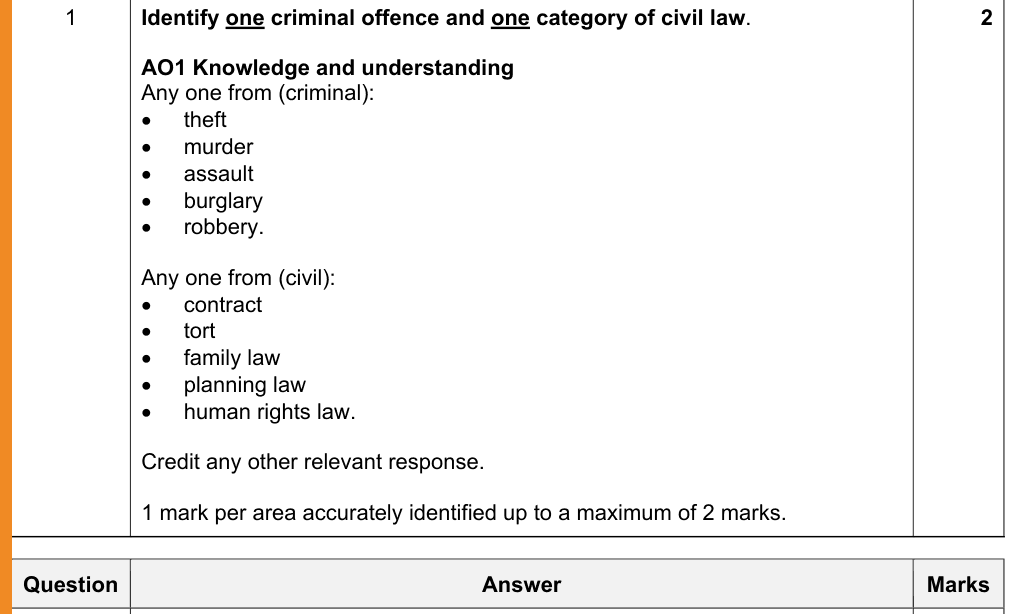 1 Identify one criminal offence and one category of civil law. 2
AO1 Knowledge and understanding
Any one from (criminal):
• theft
• murder
• assault
• burglary
• robbery.
Any one from (civil):
• contract
• tort
• family law
• planning law
• human rights law.
Credit any other relevant response.
1 mark per area accurately identified up to a maximum of 2 marks.
Question Answer Marks